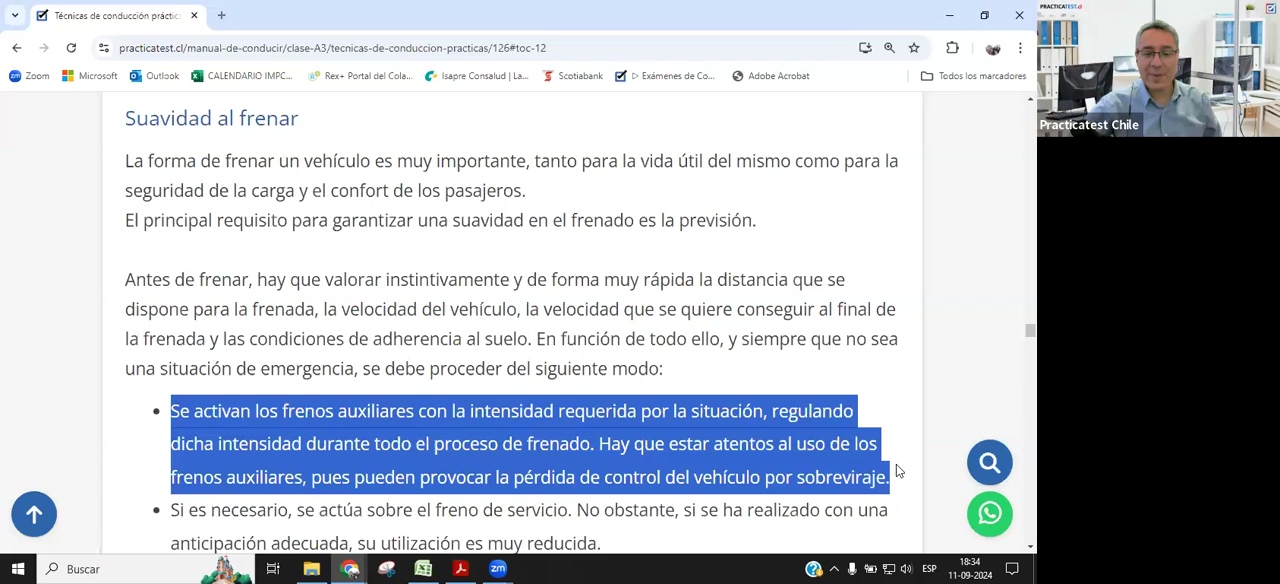 Técnicas de conducción práctic
practicatest.cl/manual-de-conducir/clase-A3/tecnicas-de-conduccion-practicas/126#toc-12
Zoom Microsoft Outlook CALENDARIO IMPC... Rex+ Portal del Cola... Isapre Consalud | La... Scotiabank ▷ Exámenes de Co... Adobe Acrobat Todos los marcadores
PRACTICATEST.cl
Practicatest Chile
Suavidad al frenar
La forma de frenar un vehículo es muy importante, tanto para la vida útil del mismo como para la
seguridad de la carga y el confort de los pasajeros.
El principal requisito para garantizar una suavidad en el frenado es la previsión.
Antes de frenar, hay que valorar instintivamente y de forma muy rápida la distancia que se
dispone para la frenada, la velocidad del vehículo, la velocidad que se quiere conseguir al final de
la frenada y las condiciones de adherencia al suelo. En función de todo ello, y siempre que no sea
una situación de emergencia, se debe proceder del siguiente modo:
• Se activan los frenos auxiliares con la intensidad requerida por la situación, regulando
dicha intensidad durante todo el proceso de frenado. Hay que estar atentos al uso de los
frenos auxiliares, pues pueden provocar la pérdida de control del vehículo por sobreviraje.
• Si es necesario, se actúa sobre el freno de servicio. No obstante, si se ha realizado con una
anticipación adecuada, su utilización es muy reducida.
Buscar
zm
ESP
18:34
11-09-2024